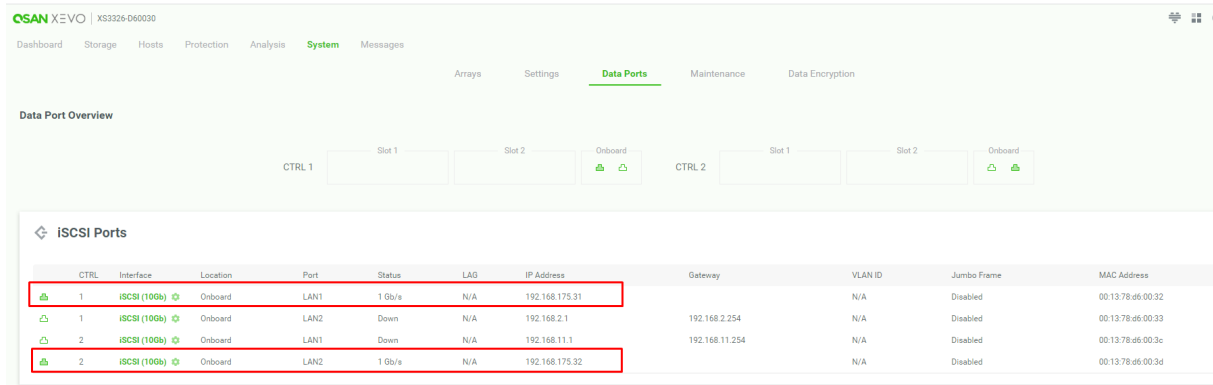 QSAN XEVO | XS3326-D60030
Dashboard Storage Hosts Protection Analysis System Messages
Arrays Settings Data Ports Maintenance Data Encryption
Data Port Overview
Slot 1 Slot 2 Onboard Slot 1 Slot 2 Onboard
CTRL 1 CTRL 2
iSCSI Ports
CTRL Interface Location Port Status LAG IP Address Gateway VLAN ID Jumbo Frame MAC Address
1 iSCSI (10Gb) Onboard LAN1 1 Gb/s N/A 192.168.175.31 N/A Disabled 00:13:78:d6:00:32
1 iSCSI (10Gb) Onboard LAN2 Down N/A 192.168.2.1 192.168.2.254 N/A Disabled 00:13:78:d6:00:33
2 iSCSI (10Gb) Onboard LAN1 Down N/A 192.168.11.1 192.168.11.254 N/A Disabled 00:13:78:d6:00:3c
2 iSCSI (10Gb) Onboard LAN2 1 Gb/s N/A 192.168.175.32 N/A Disabled 00:13:78:d6:00:3d